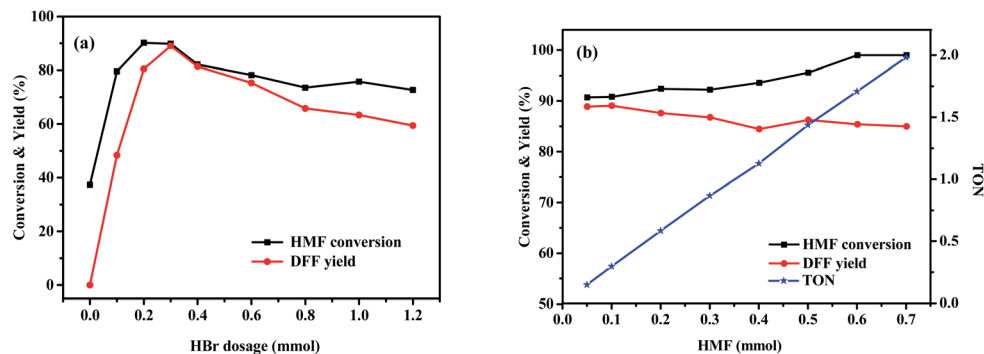 (a)
Conversion & Yield (%)
100
80
60
40
20
0
HMF conversion
DFF yield
0.0 0.2 0.4 0.6 0.8 1.0 1.2
HBr dosage (mmol)
(b)
Conversion & Yield (%)
100
90
80
70
60
50
2.0
1.5
1.0
0.5
0.0
TON
HMF conversion
DFF yield
TON
0.0 0.1 0.2 0.3 0.4 0.5 0.6 0.7
HMF (mmol)